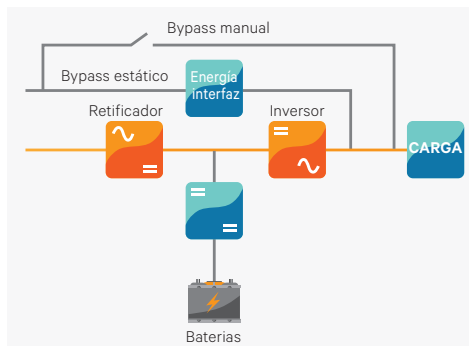 Bypass manual
Bypass estático
Energía
interfaz
Retificador
Inversor
CARGA
Baterias